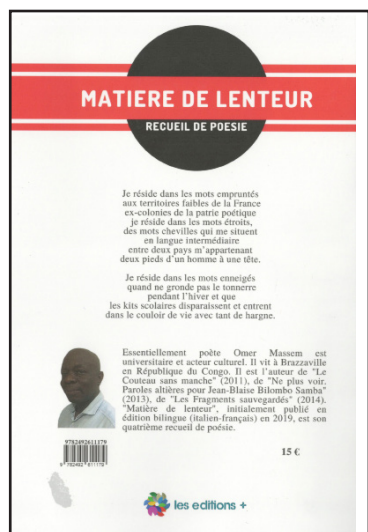 MATIERE DE LENTEUR
RECUEIL DE POESIE
Je réside dans les mots empruntés
aux territoires faibles de la France
ex-colonies de la patrie poétique
je réside dans les mots étroits,
des mots chevilles qui me situent
en langue intermédiaire
entre deux pays m'appartenant
deux pieds d'un homme à une tête.
Je réside dans les mots enneigés
quand ne gronde pas le tonnerre
pendant l'hiver et que
les kits scolaires disparaissent et entrent
dans le couloir de vie avec tant de hargne.
Essentiellement poète Omer Massem est
universitaire et acteur culturel. Il vit à Brazzaville
en République du Congo. Il est l'auteur de "Le
Couteau sans manche" (2011), de "Ne plus voir.
Paroles altières pour Jean-Blaise Bilombo Samba"
(2013), de "Les Fragments sauvegardés" (2014).
"Matière de lenteur", initialement publié en
édition bilingue (italien-français) en 2019, est son
quatrième recueil de poésie.
9782492611179
9 782492 611179
15 €
les editions +